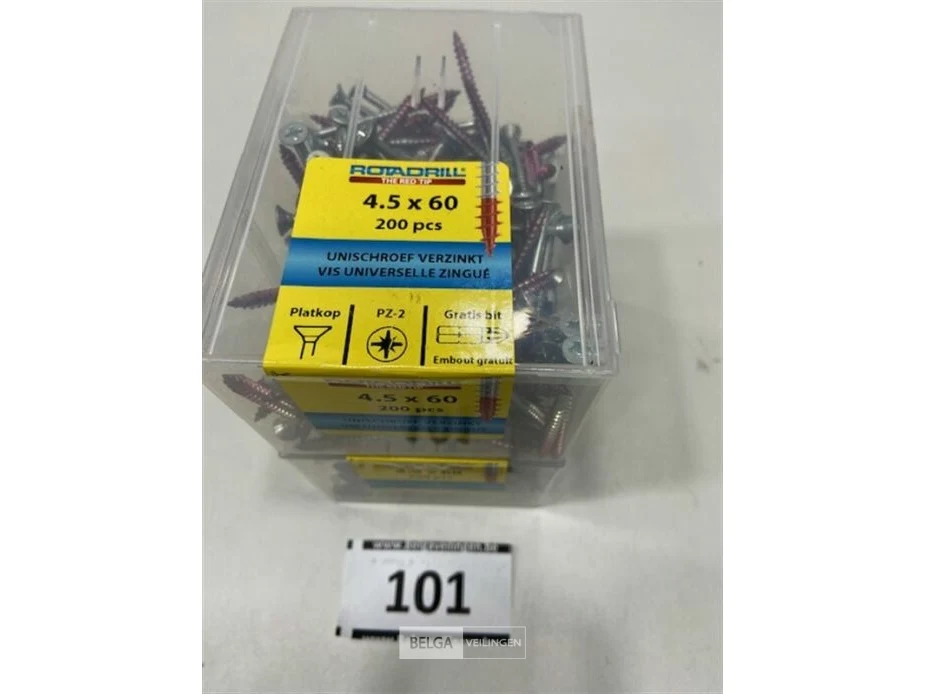 ROTADRILL
THE RED TIP
4.5 x 60
200 pcs
UNISCHROEF VERZINKT
VIS UNIVERSELLE ZINGUÉ
Platkop
PZ-2
Gratis bit
Embout gratuit
ROTADRILL
4.5 x 60
200 pcs
101
BELGA VEILINGEN